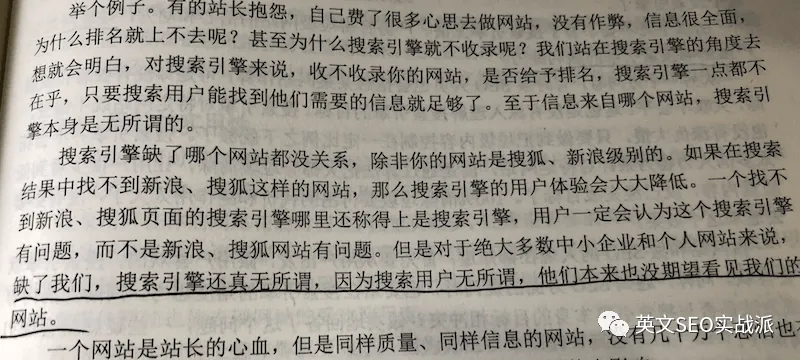 举个例子。有的站长抱怨，自己费了很多心思去做网站，没有作弊，信息很全面，
为什么排名就上不去呢？甚至为什么搜索引擎就不收录呢？我们站在搜索引擎的角度去
想就会明白，对搜索引擎来说，收不收录你的网站，是否给予排名，搜索引擎一点都不
在乎，只要搜索用户能找到他们需要的信息就足够了。至于信息来自哪个网站，搜索引
擎本身是无所谓的。
搜索引擎缺了哪个网站都没关系，除非你的网站是搜狐、新浪级别的。如果在搜索
结果中找不到新浪、搜狐这样的网站，那么搜索引擎的用户体验会大大降低。一个找不
到新浪、搜狐页面的搜索引擎哪里还称得上是搜索引擎，用户一定会认为这个搜索引擎
有问题，而不是新浪、搜狐网站有问题。但是对于绝大多数中小企业和个人网站来说，
缺了我们，搜索引擎还真无所谓，因为搜索用户无所谓，他们本来也没期望看见我们的
网站。
一个网站是站长的心血，但是同样质量、同样信息的网站，没有几千万个恐怕也
英文SEO实战派